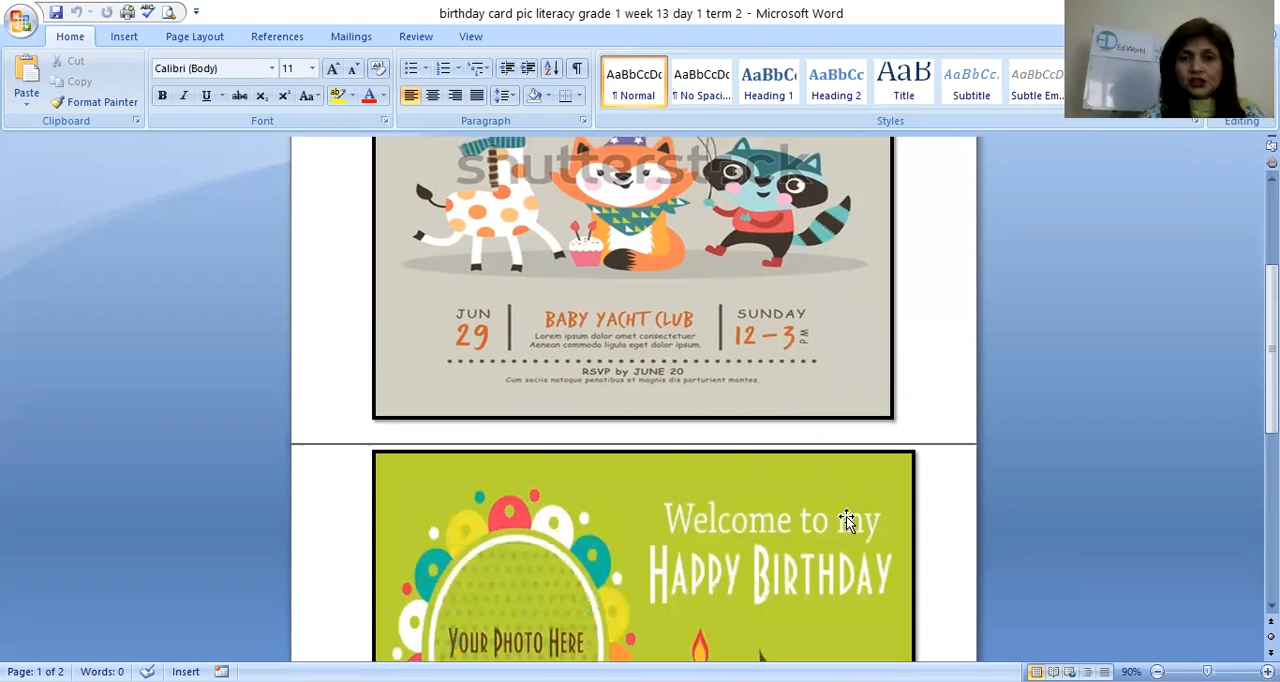 birthday card pic literacy grade 1 week 13 day 1 term 2 - Microsoft Word
Home Insert Page Layout References Mailings Review View
Paste
Cut
Copy
Format Painter
Clipboard
Calibri (Body) 11
Font
Paragraph
AaBbCcDc AaBbCcDc AaBbC AaBbCc AaB AaBbCc. AaBbCcDc
¶ Normal ¶ No Spaci... Heading 1 Heading 2 Title Subtitle Subtle Em...
Styles
Editing
Ed World
shutterstock
JUN
29
BABY YACHT CLUB
Lorem ipsum dolor amet consectetuer
Aenean commodo ligula eget dolor ipsum.
SUNDAY
12 - 3 PM
RSVP by JUNE 20
Cum sociis natoque penatibus et magnis dis parturient montes.
Welcome to my
HAPPY BIRTHDAY
YOUR PHOTO HERE
Page: 1 of 2 Words: 0 Insert 90%